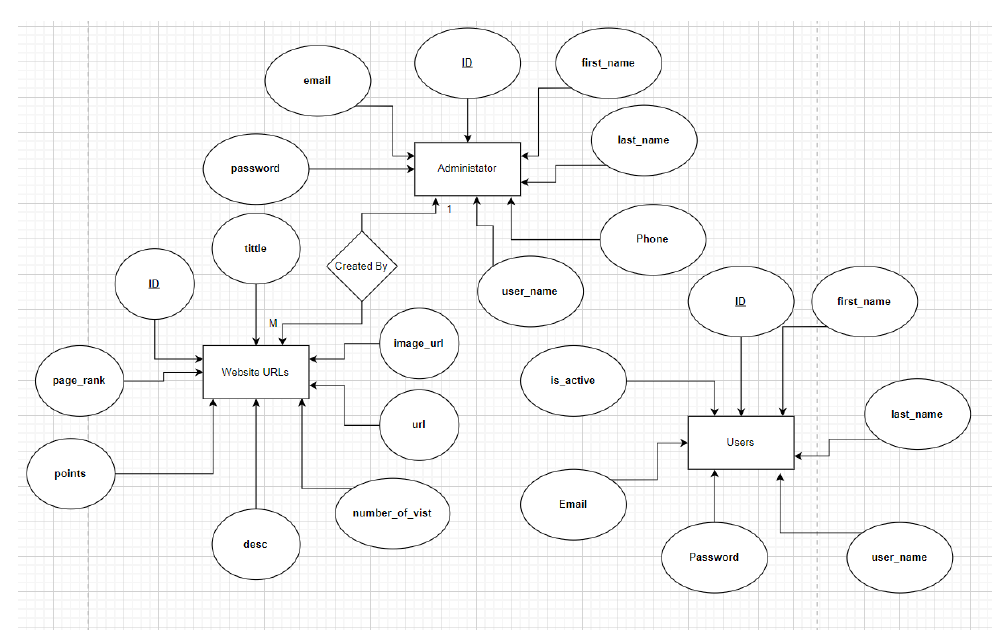 ID
first_name
email
last_name
password
Administator
1
Phone
tittle
Created By
ID
user_name
ID
first_name
M
image_url
Website URLs
page_rank
is_active
last_name
url
Users
points
Email
number_of_vist
desc
Password
user_name